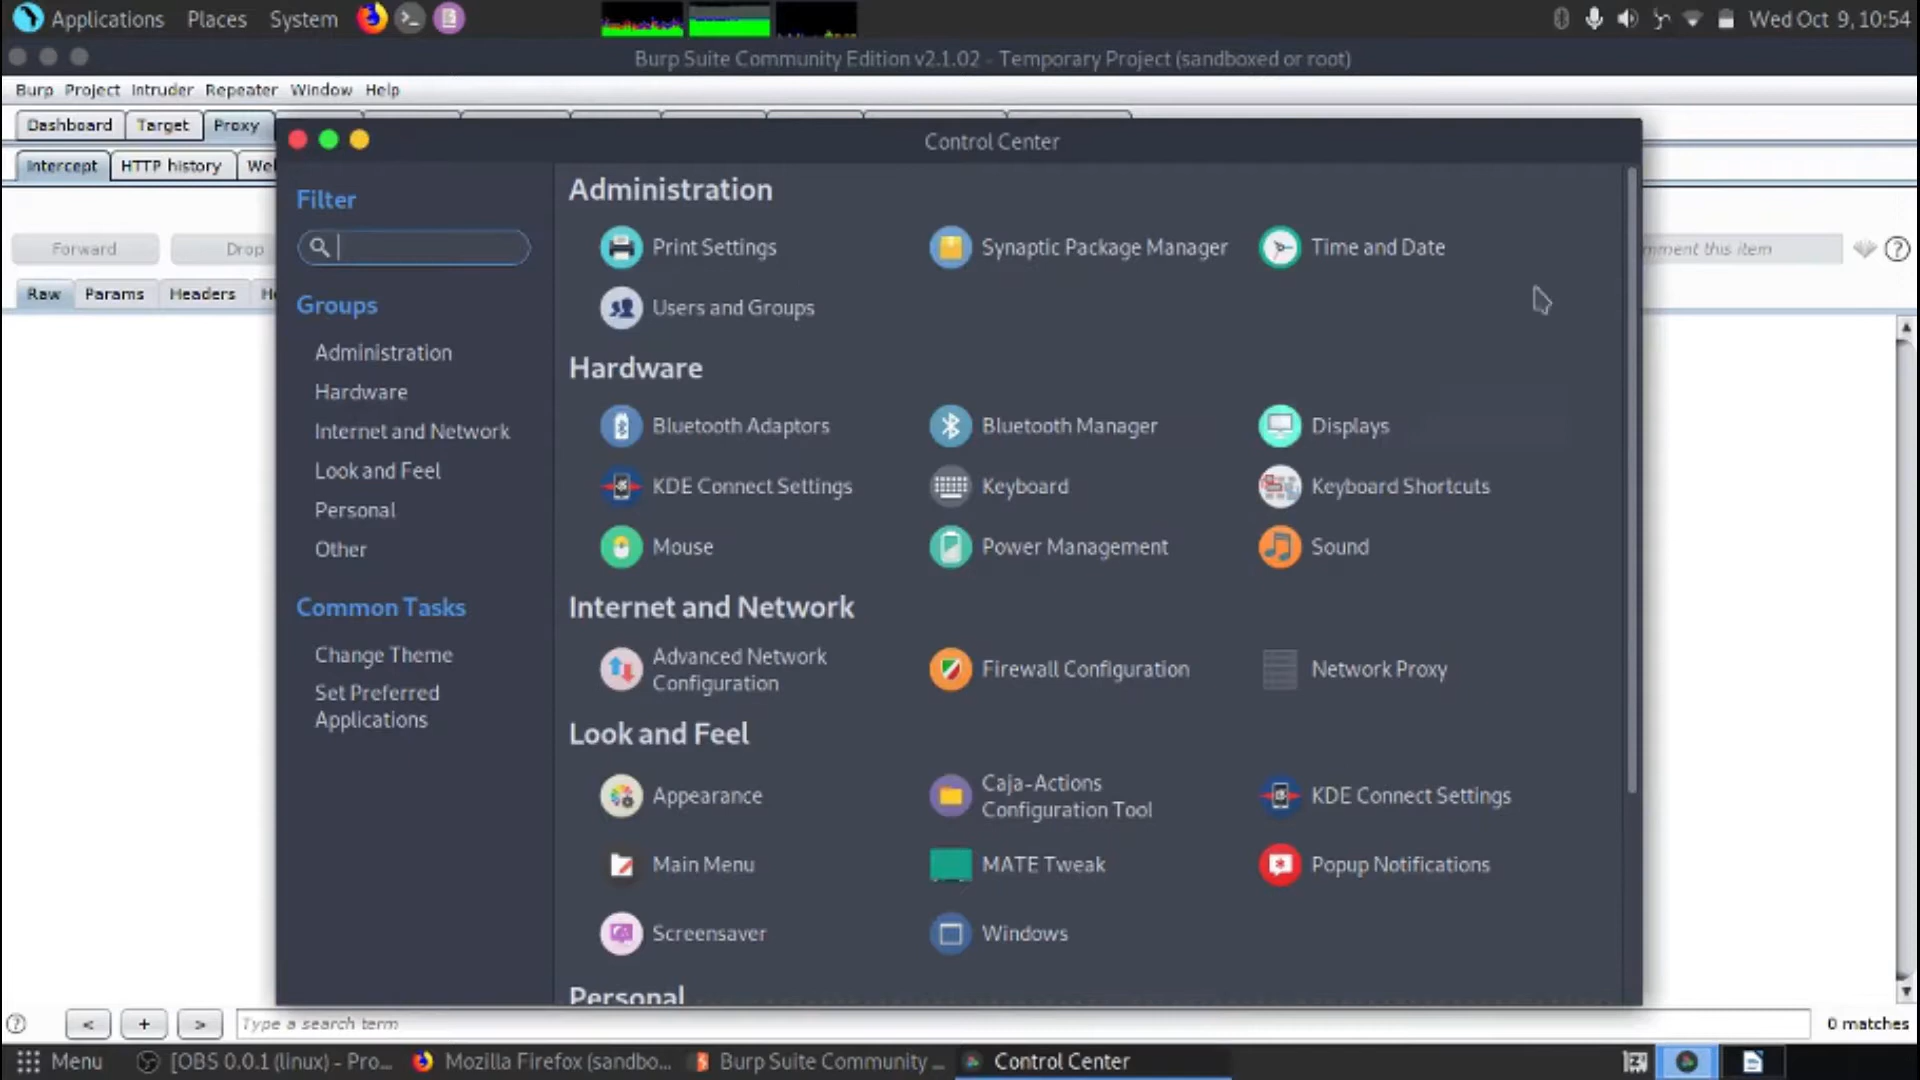 Applications Places System Wed Oct 9, 10:54
Burp Suite Community Edition v2.1.02 - Temporary Project (sandboxed or root)
Burp Project Intruder Repeater Window Help
Dashboard Target Proxy
Control Center
Intercept HTTP history
Filter
Forward Drop mment this item
Raw Params Headers
Groups
Administration
Hardware
Internet and Network
Look and Feel
Personal
Other
Common Tasks
Change Theme
Set Preferred
Applications
Administration
Print Settings Synaptic Package Manager Time and Date
Users and Groups
Hardware
Bluetooth Adaptors Bluetooth Manager Displays
KDE Connect Settings Keyboard Keyboard Shortcuts
Mouse Power Management Sound
Internet and Network
Advanced Network
Configuration Firewall Configuration Network Proxy
Look and Feel
Appearance Caja-Actions
Configuration Tool KDE Connect Settings
Main Menu MATE Tweak Popup Notifications
Screensaver Windows
Personal
? < + > Type a search term 0 matches
Menu [OBS 0.0.1 (linux) - Pro... Mozilla Firefox (sandbo... Burp Suite Community ... Control Center